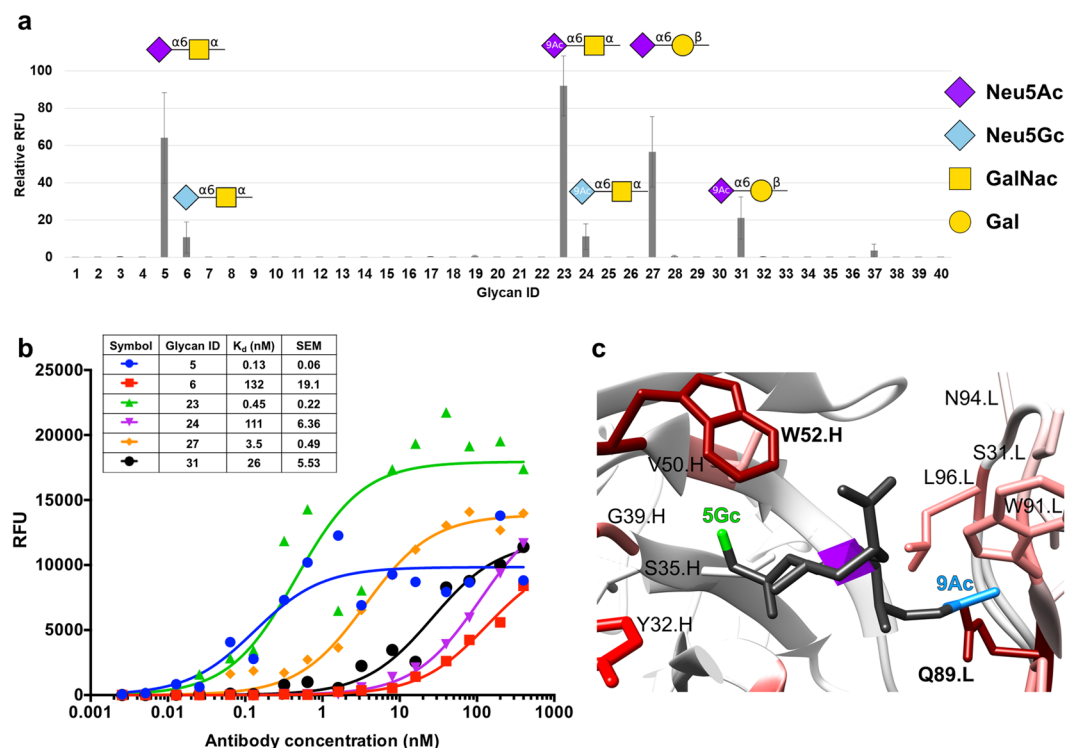 a
Relative RFU
100
80
60
40
20
0
α6 α
α6 α
9Ac α6 α
9Ac α6 α
α6 β
9Ac α6 β
1 2 3 4 5 6 7 8 9 10 11 12 13 14 15 16 17 18 19 20 21 22 23 24 25 26 27 28 29 30 31 32 33 34 35 36 37 38 39 40
Glycan ID
Neu5Ac
Neu5Gc
GalNac
Gal
b
Symbol Glycan ID Kd (nM) SEM
5 0.13 0.06
6 132 19.1
23 0.45 0.22
24 111 6.36
27 3.5 0.49
31 26 5.53
RFU
25000
20000
15000
10000
5000
0
0.001 0.01 0.1 1 10 100 1000
Antibody concentration (nM)
c
W52.H
V50.H
5Gc
G39.H
S35.H
Y32.H
N94.L
S31.L
L96.L
W91.L
9Ac
Q89.L